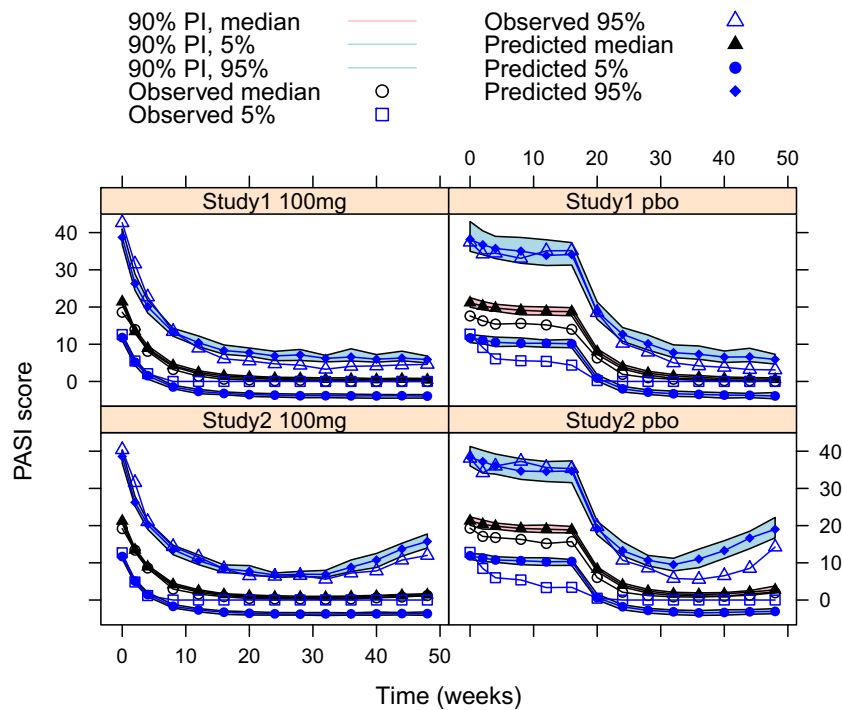 90% PI, median
90% PI, 5%
90% PI, 95%
Observed median
Observed 5%
Observed 95%
Predicted median
Predicted 5%
Predicted 95%
0 10 20 30 40 50
Study1 100mg
Study1 pbo
40
30
20
10
0
Study2 100mg
Study2 pbo
40
30
20
10
0
PASI score
0 10 20 30 40 50
Time (weeks)